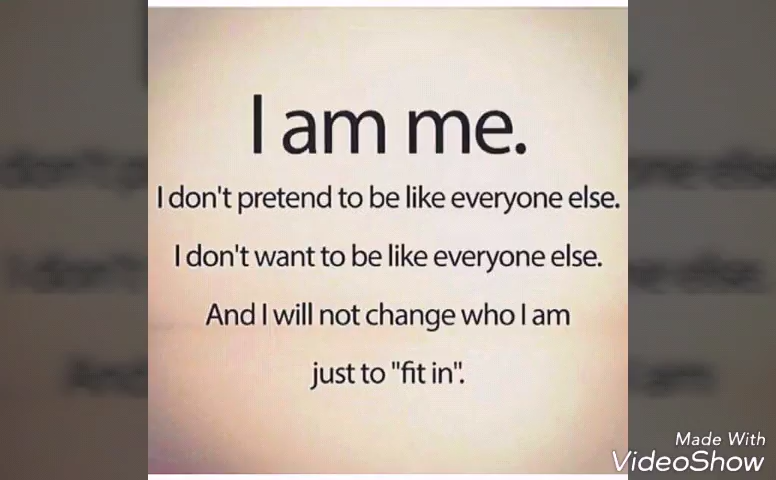 I am me.
I don't pretend to be like everyone else.
I don't want to be like everyone else.
And I will not change who I am
just to "fit in".
Made With
VideoShow